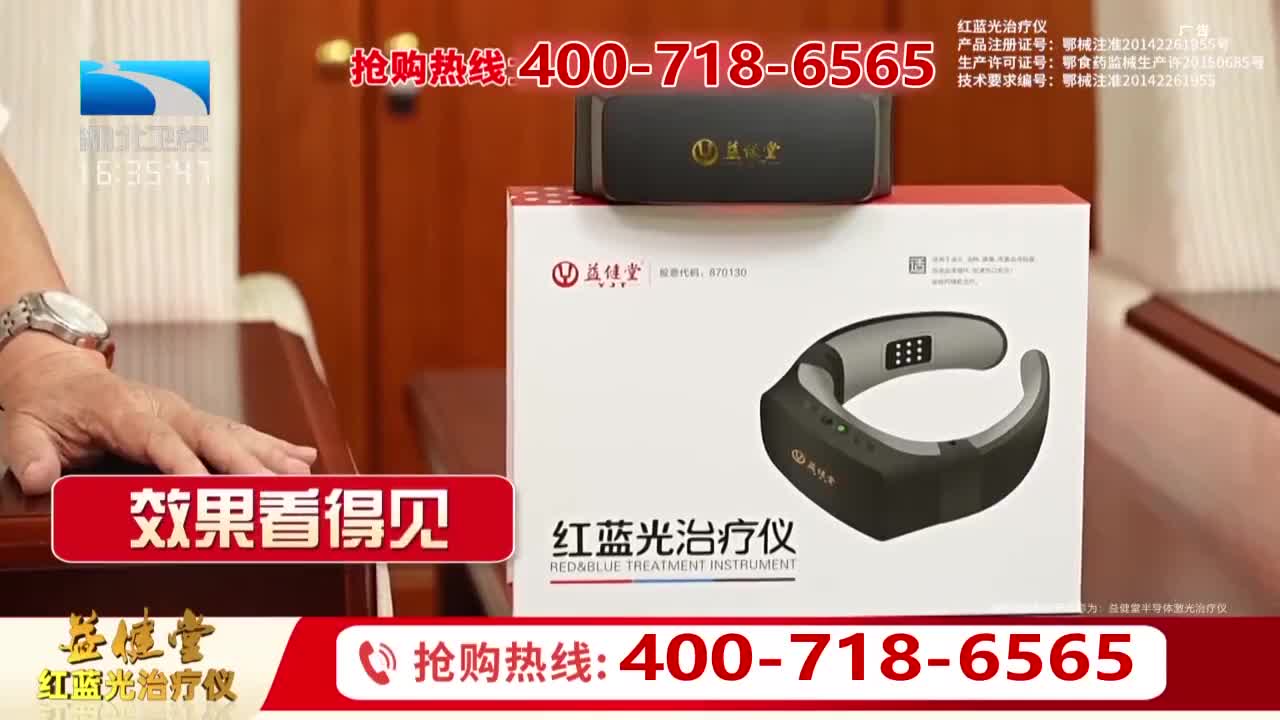 广告
红蓝光治疗仪
产品注册证号：鄂械注准20142261955号
生产许可证号：鄂食药监械生产许20150685号
技术要求编号：鄂械注准20142261955
抢购热线：400-718-6565
湖北卫视
16:35:47
益健堂
益健堂
YJT
股票代码：870130
益健堂
红蓝光治疗仪
RED&BLUE TREATMENT INSTRUMENT
效果看得见
为：益健堂半导体激光治疗仪
益健堂
红蓝光治疗仪
抢购热线:400-718-6565